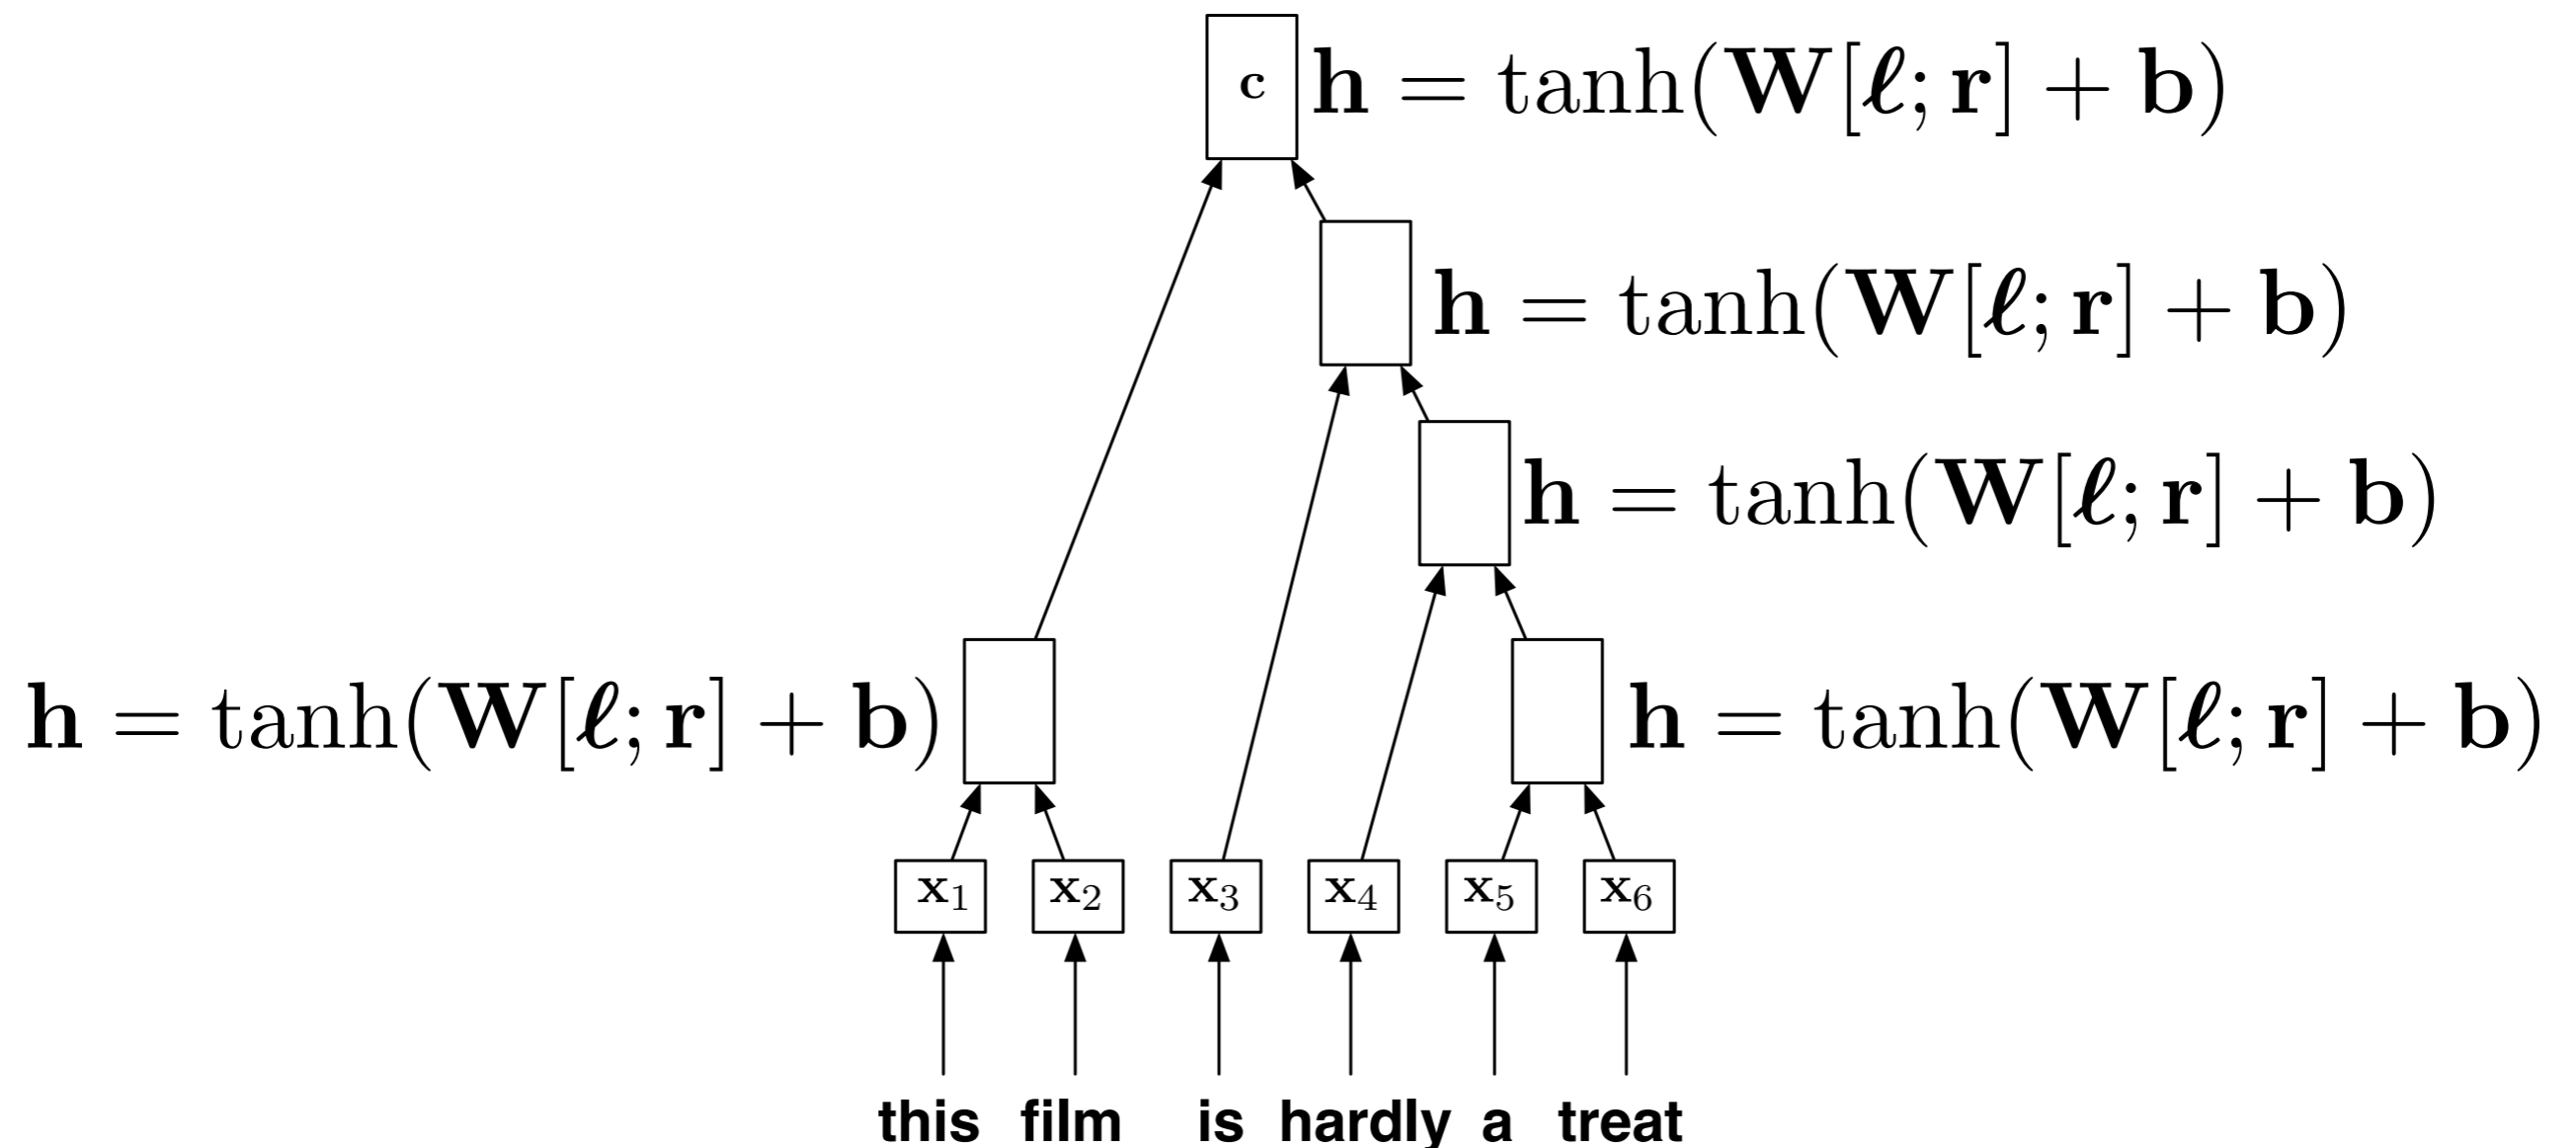 c h = tanh(W[ℓ; r] + b)
h = tanh(W[ℓ; r] + b)
h = tanh(W[ℓ; r] + b)
h = tanh(W[ℓ; r] + b) h = tanh(W[ℓ; r] + b)
x₁ x₂ x₃ x₄ x₅ x₆
this film is hardly a treat